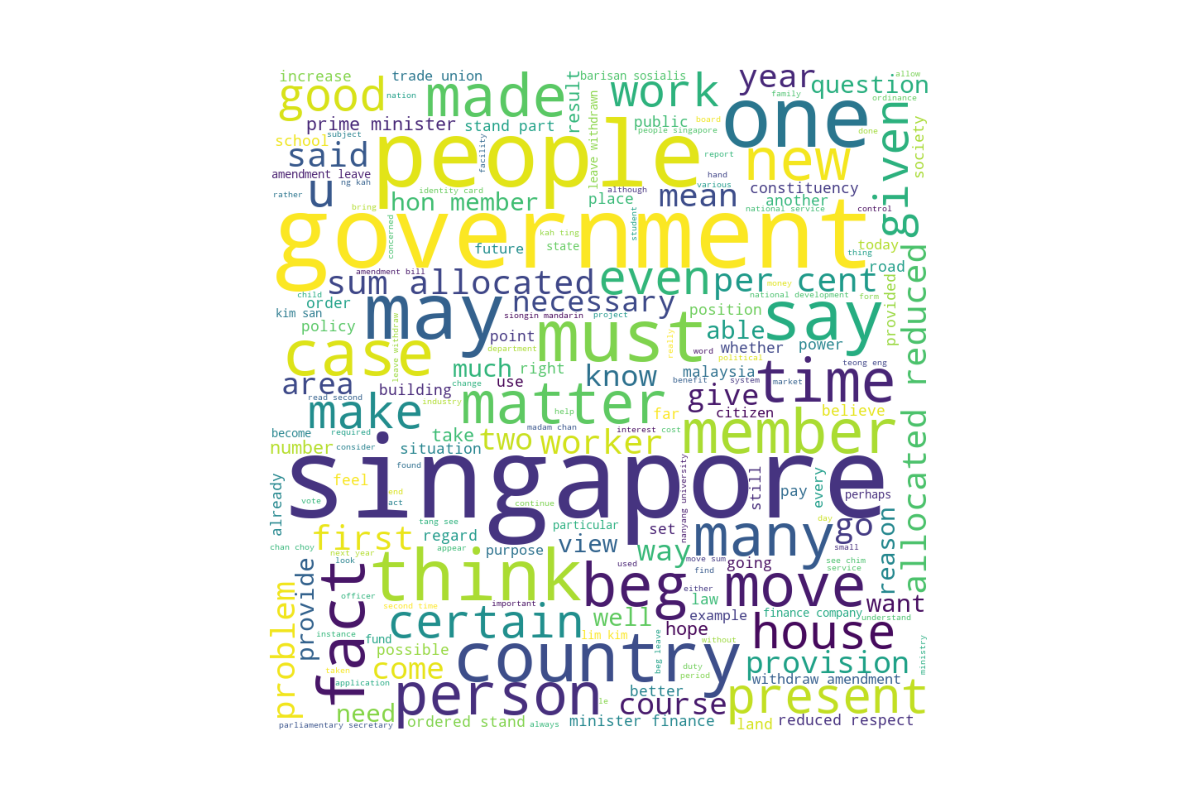 increase
trade union
barisan sosialis
year
allow
nation
good
made
result
work
family
question
ordinance
prime minister
stand part
leave withdrawn
public
board
one
people singapore
done
school
subject
said
people
facility
report
new
given
society
amendment leave
ng kah
identity card
although
hand
various
rather
u
hon member
place
mean
constituency
another
national service
control
bring
concerned
government
kah ting
student
state
future
today
thing
amendment bill
sum allocated
even
per cent
road
child
money
national development
form
order
may
necessary
position
say
provided
kim san
siongin mandarin
project
policy
leave withdraw
point
must
able
power
case
department
really
word
whether
political
teong eng
much
right
know
malaysia
benefit
system
market
time
area
building
use
give
read second
change
citizen
believe
make
industry
matter
help
far
member
allocated reduced
become
required
madam chan
interest
cost
number
consider
take
two
worker
situation
found
singapore
nanyang university
still
every
already
feel
pay
perhaps
vote
end
act
continue
day
tang see
particular
set
many
go
first
regard
chan choy
appear
purpose
view
way
small
next year
move sum
going
see chim
service
look
used
find
reason
fact
think
beg
either
move
officer
problem
provide
second time
important
want
law
example
finance company
understand
certain
well
hope
house
instance
fund
lim kim
without
possible
beg leave
country
duty
period
provision
ministry
taken
come
withdraw amendment
application
person
le
better
present
need
course
ordered stand
always
minister finance
land
reduced respect
parliamentary secretary